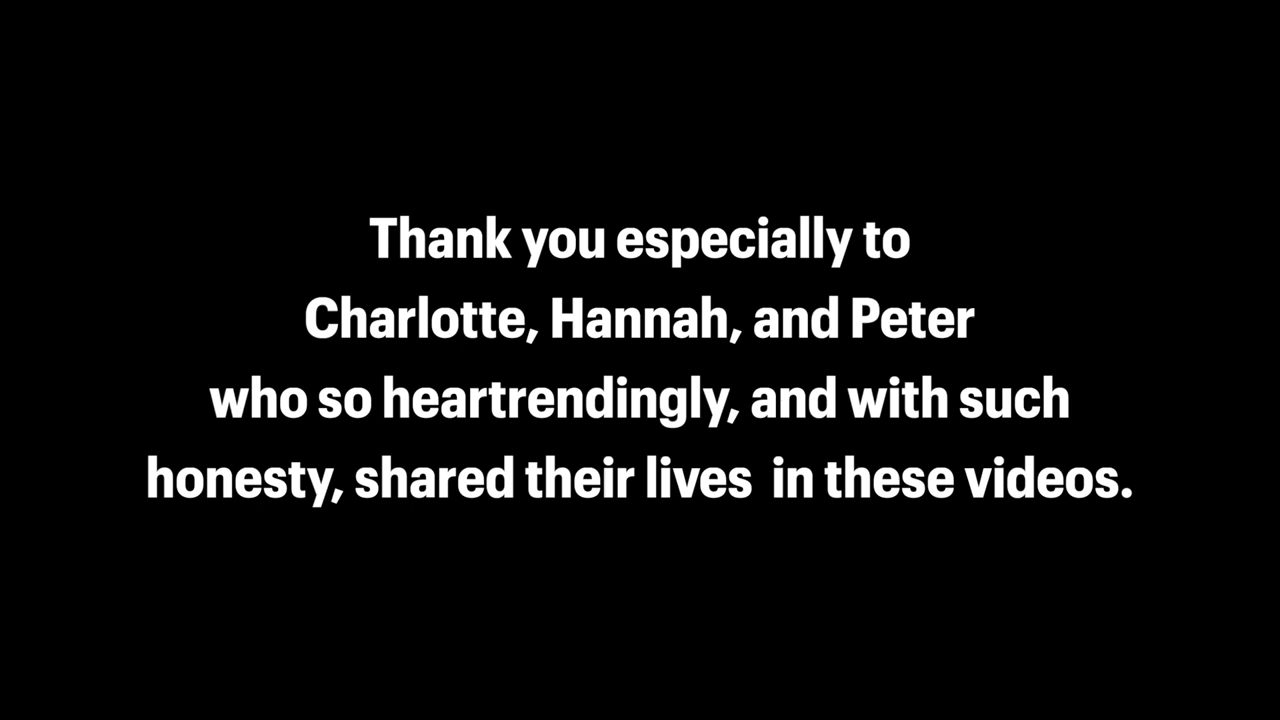 Thank you especially to
Charlotte, Hannah, and Peter
who so heartrendingly, and with such
honesty, shared their lives  in these videos.